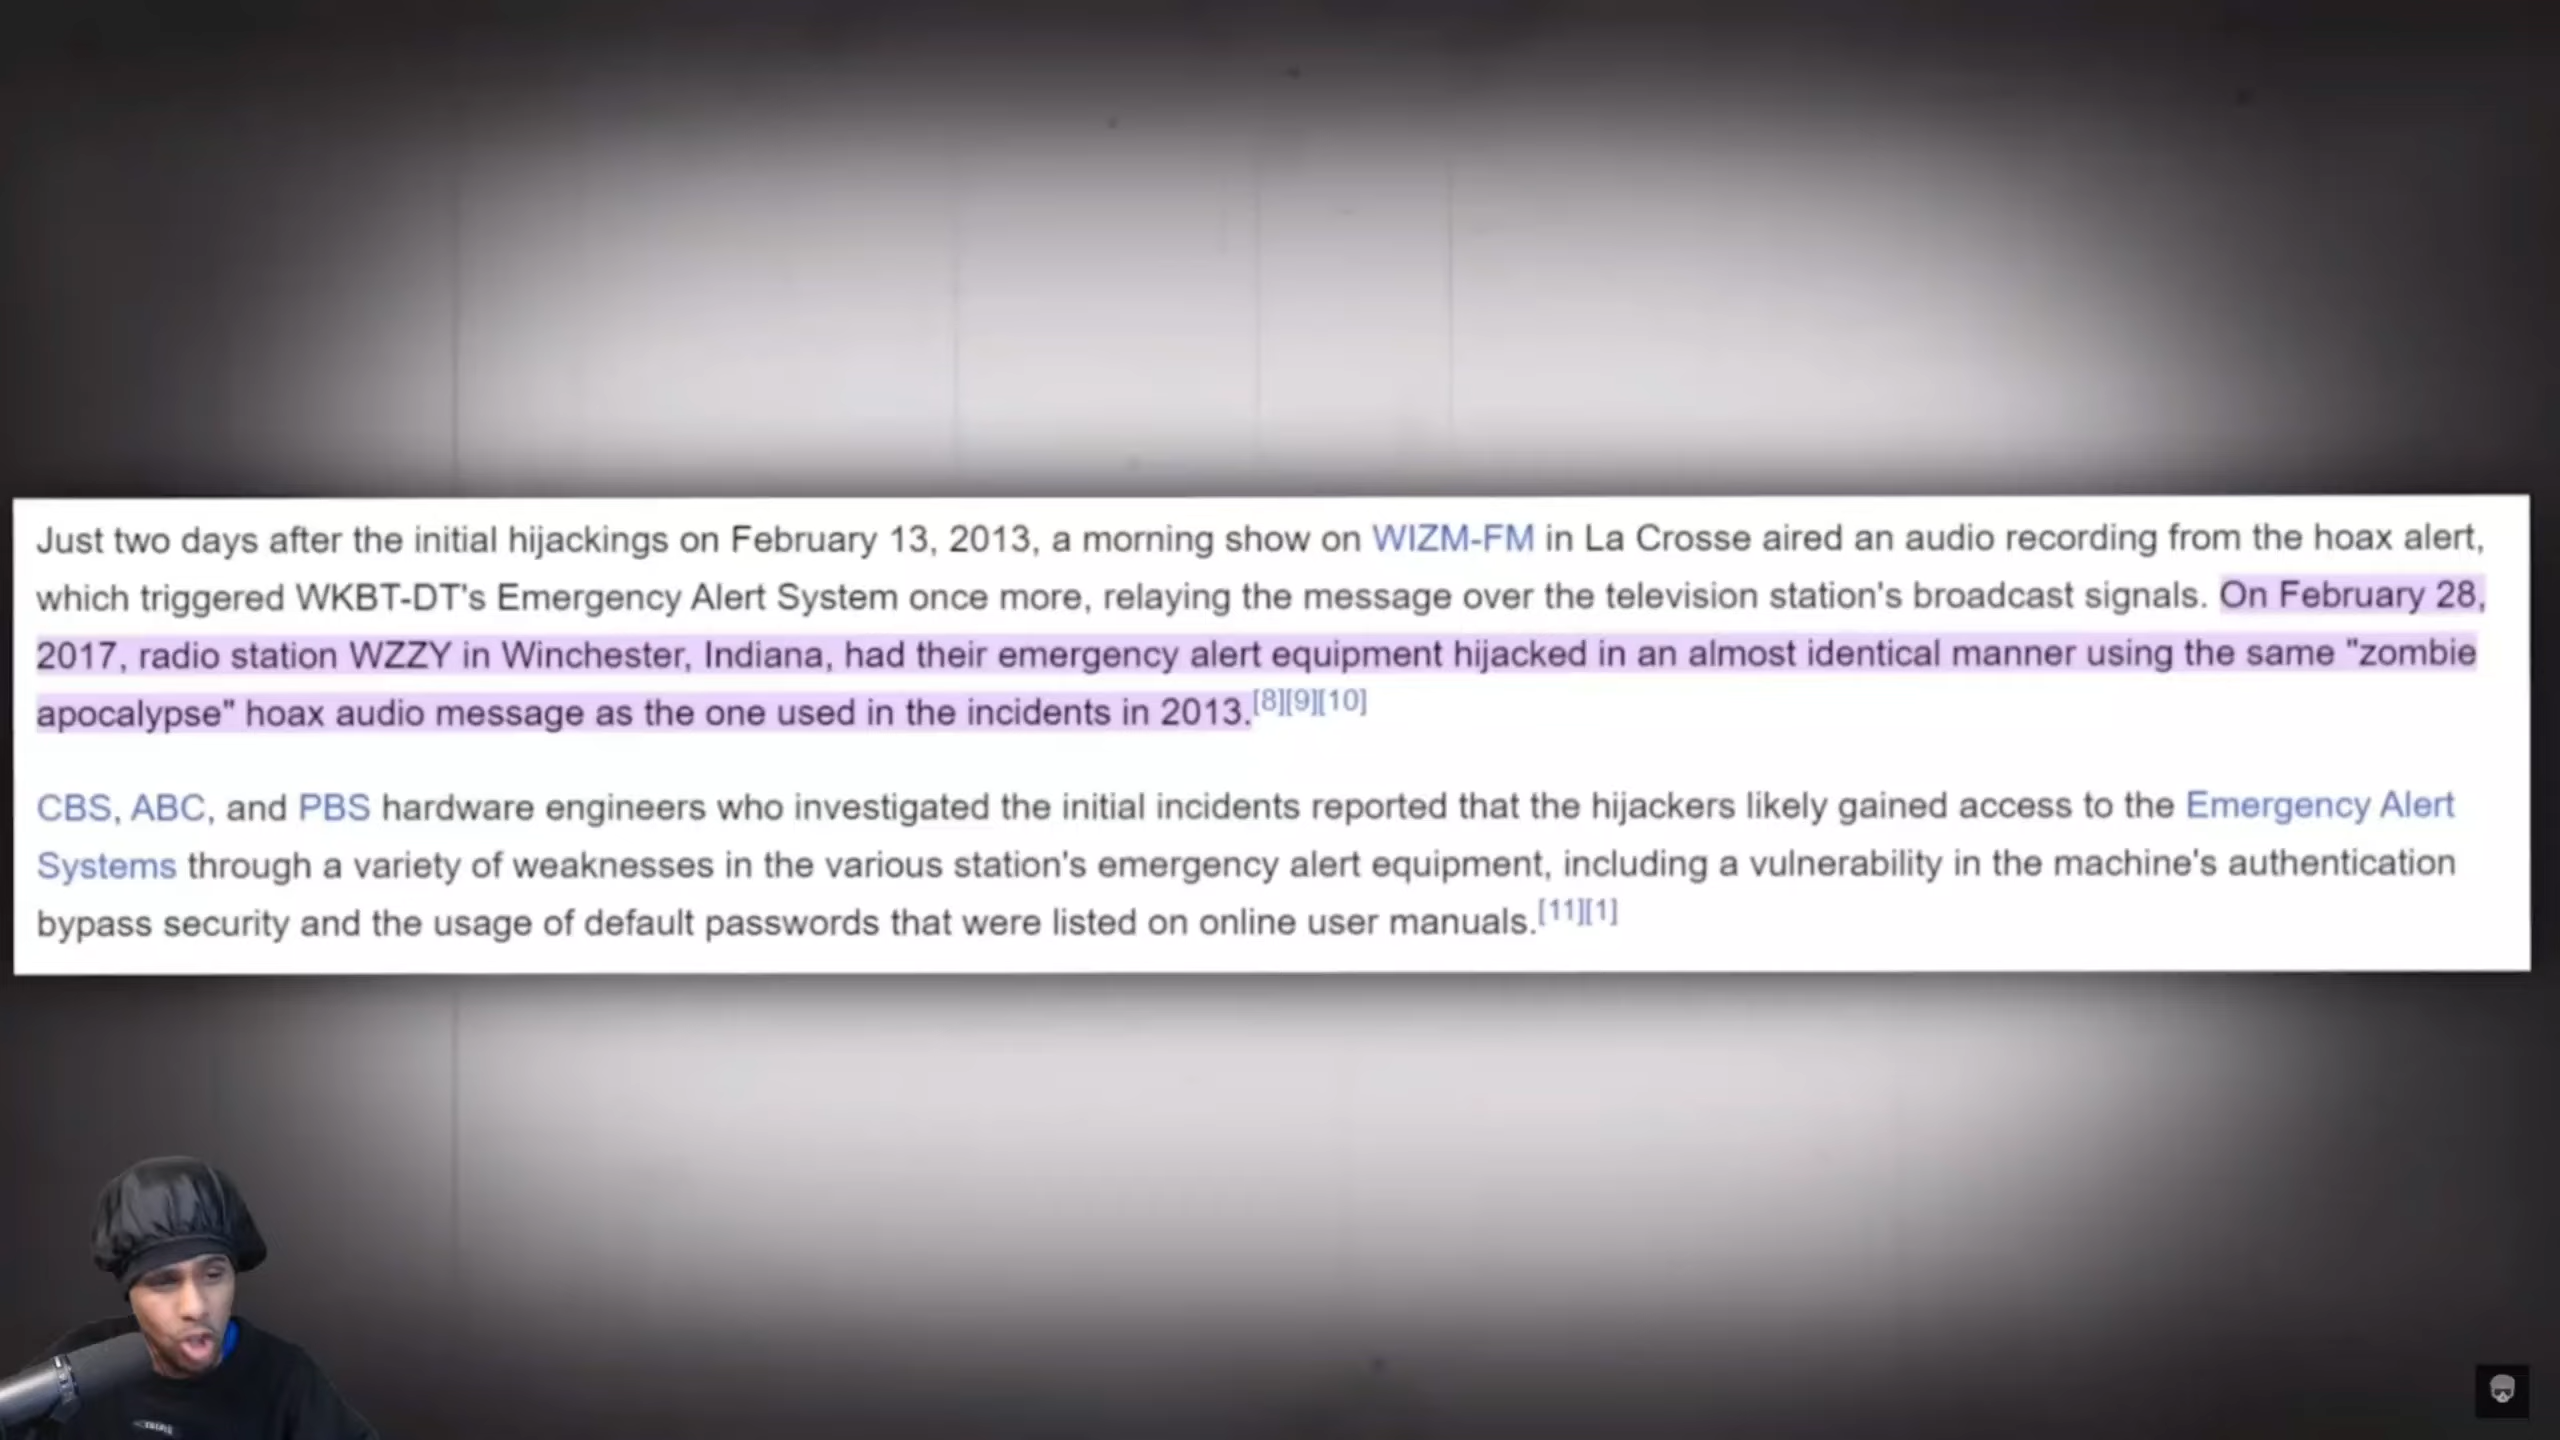 Just two days after the initial hijackings on February 13, 2013, a morning show on WIZM-FM in La Crosse aired an audio recording from the hoax alert,
which triggered WKBT-DT's Emergency Alert System once more, relaying the message over the television station's broadcast signals. On February 28,
2017, radio station WZZY in Winchester, Indiana, had their emergency alert equipment hijacked in an almost identical manner using the same "zombie
apocalypse" hoax audio message as the one used in the incidents in 2013.[8][9][10]
CBS, ABC, and PBS hardware engineers who investigated the initial incidents reported that the hijackers likely gained access to the Emergency Alert
Systems through a variety of weaknesses in the various station's emergency alert equipment, including a vulnerability in the machine's authentication
bypass security and the usage of default passwords that were listed on online user manuals.[11][1]